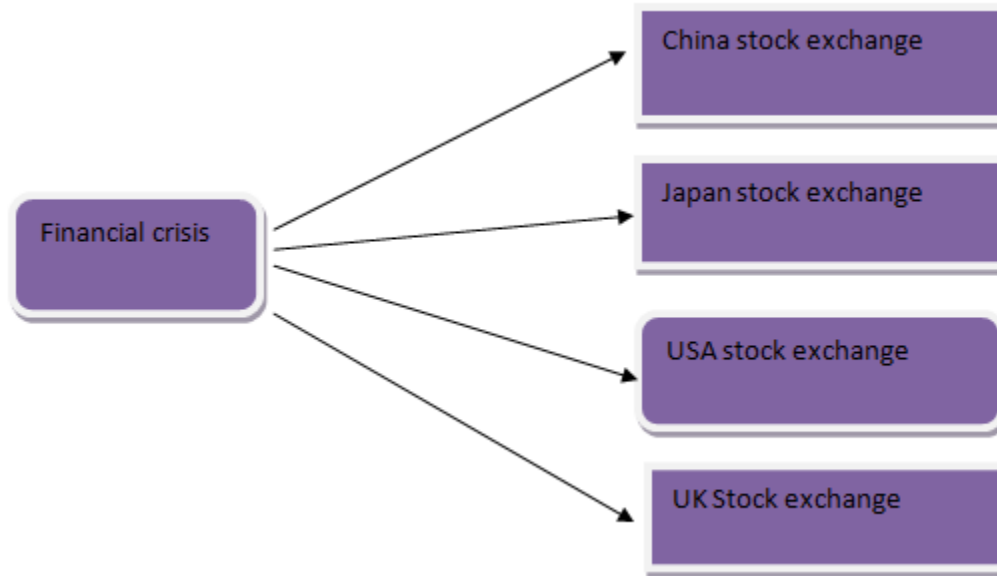 China stock exchange
Japan stock exchange
Financial crisis
USA stock exchange
UK Stock exchange